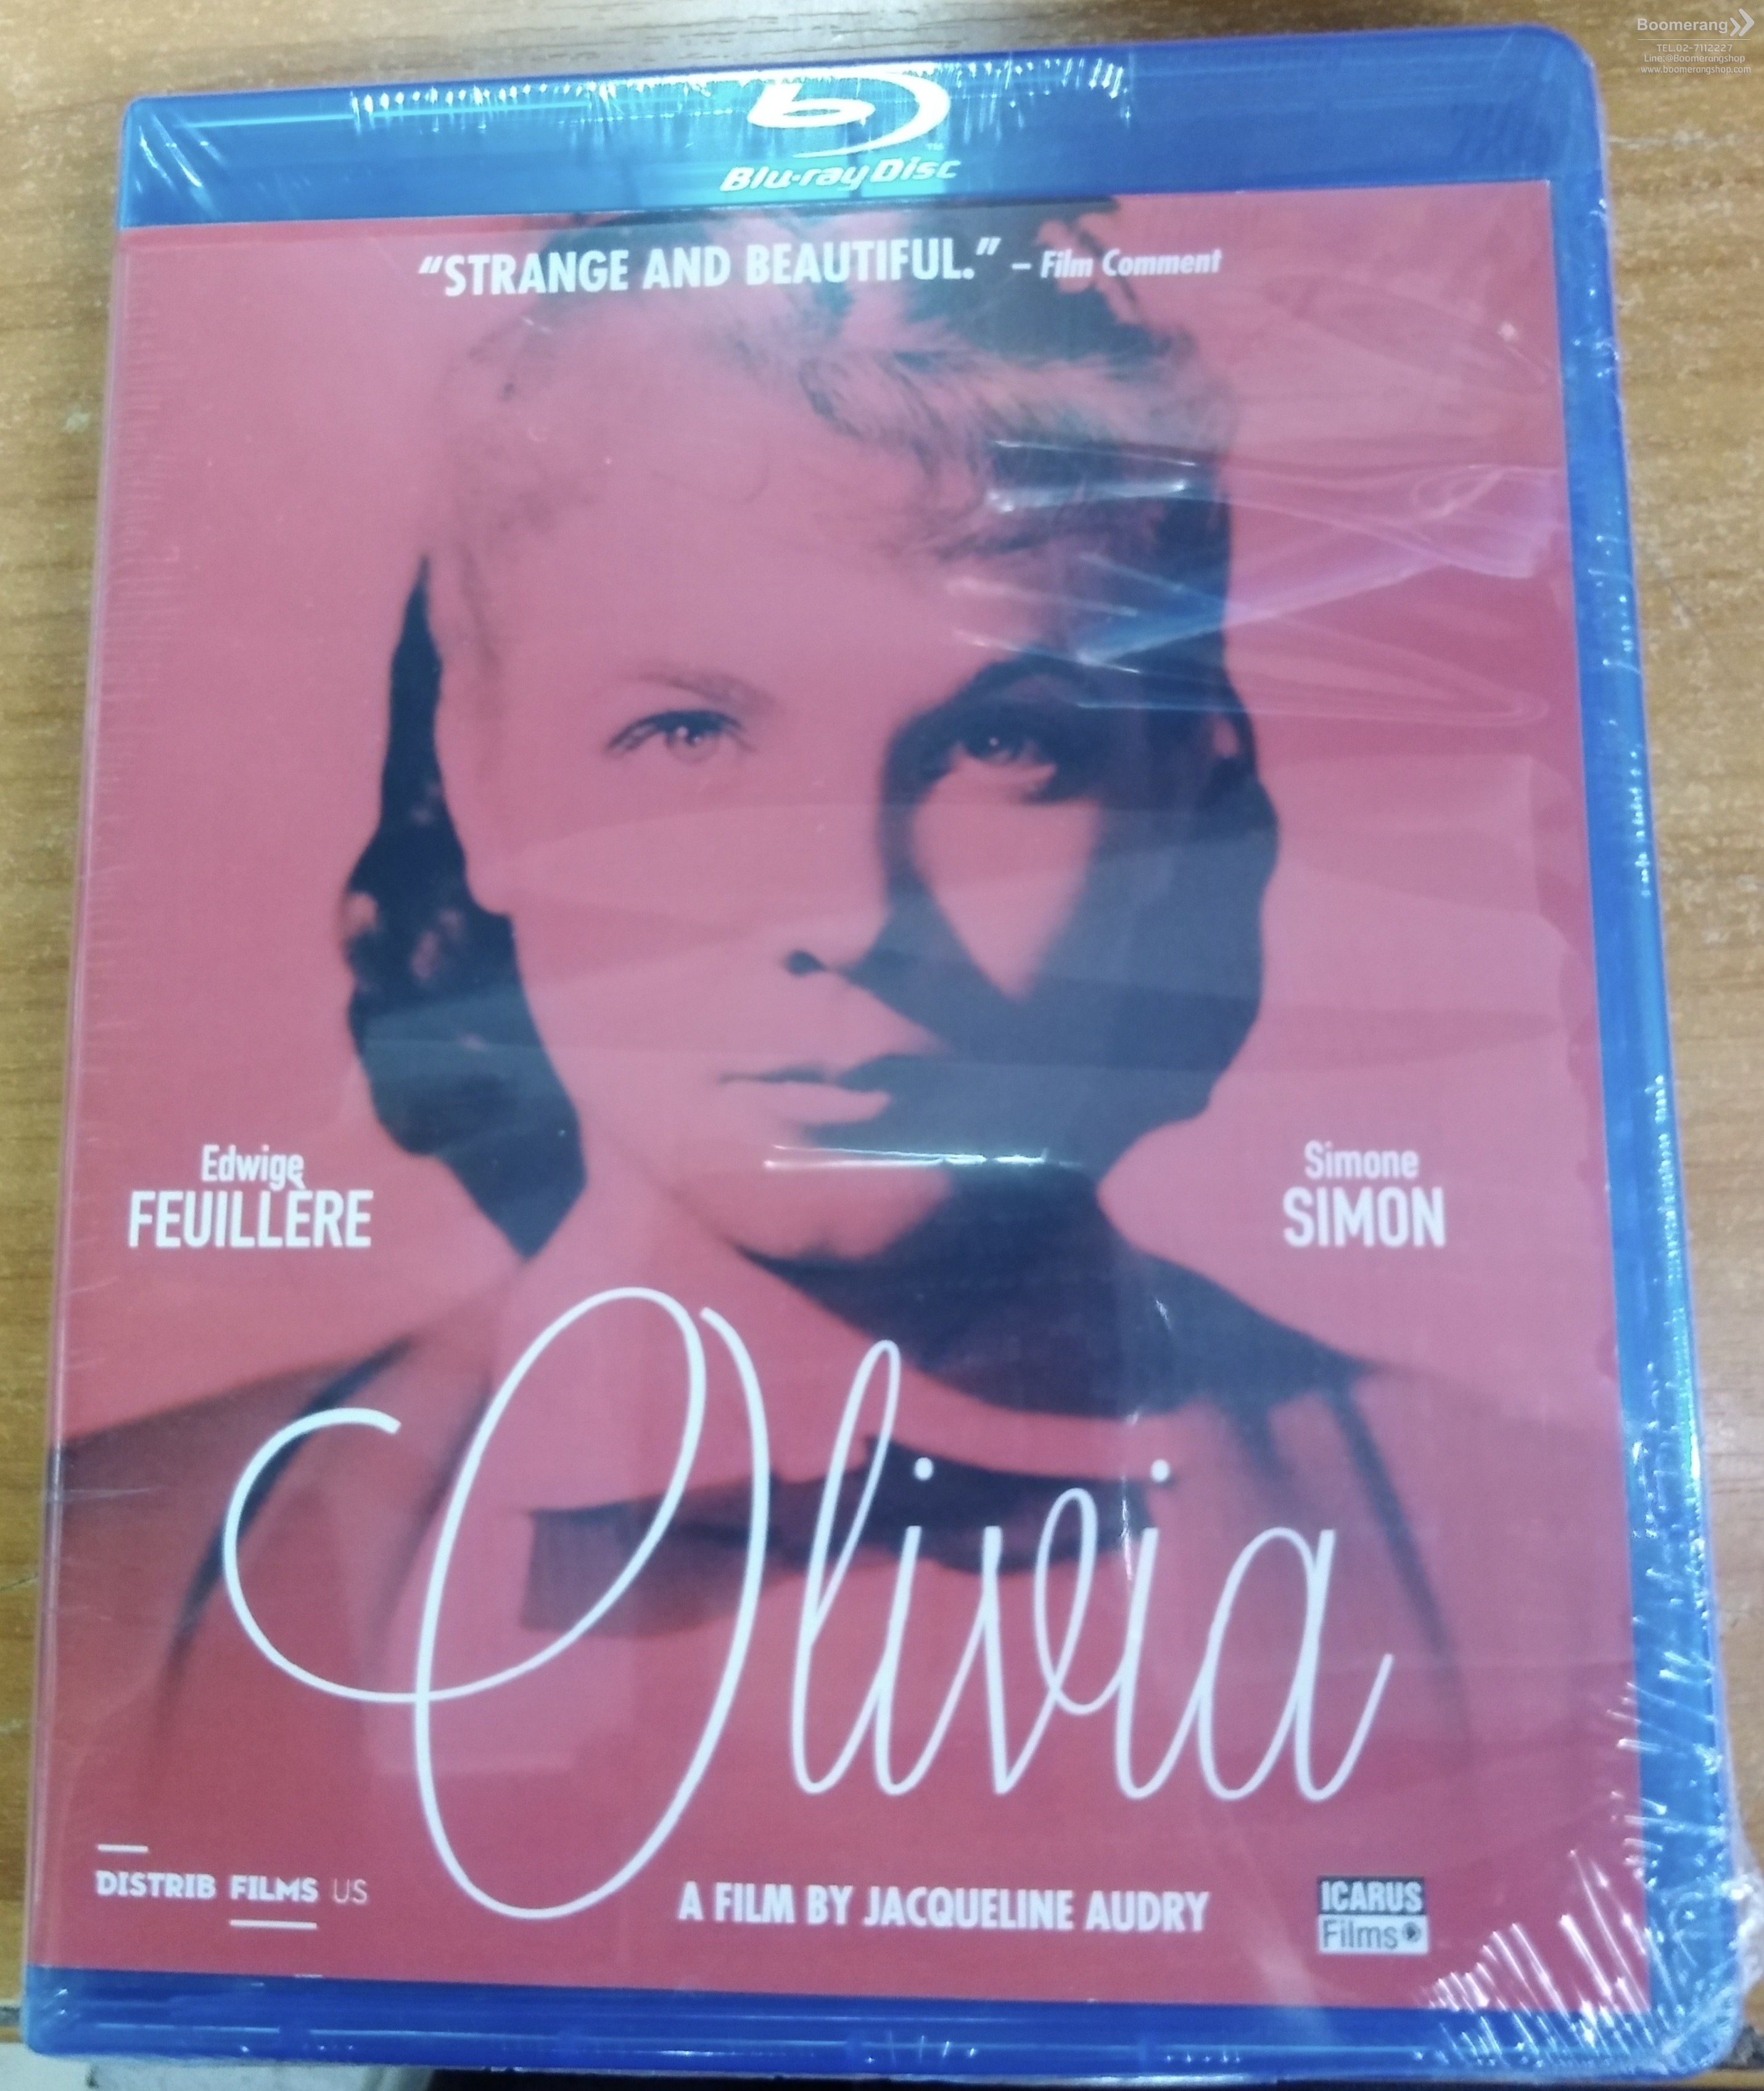 Boomerang
TEL.02-7112227
Line:@Boomerangshop
www.boomerangshop.com
Blu-ray Disc
TM
"STRANGE AND BEAUTIFUL." – Film Comment
Edwige
FEUILLÈRE
Simone
SIMON
Olivia
DISTRIB FILMS US
A FILM BY JACQUELINE AUDRY
ICARUS
Films